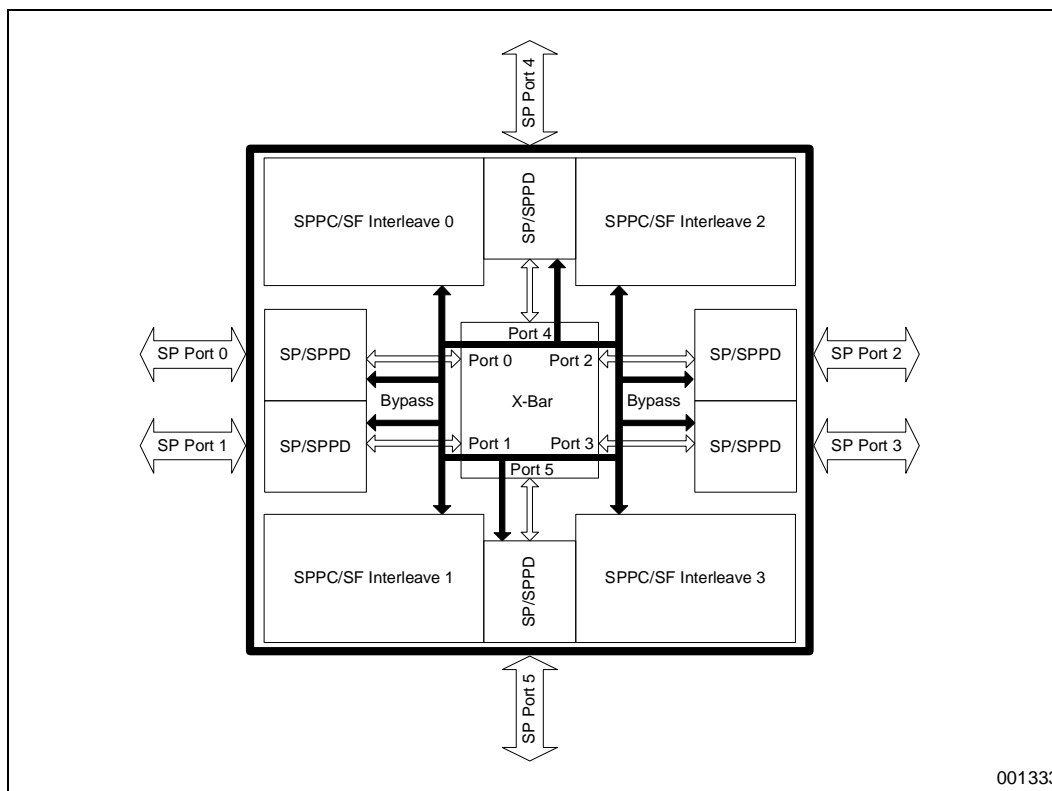 SP Port 4
SPPC/SF Interleave 0
SP/SPPD
SPPC/SF Interleave 2
Port 4
SP Port 0
SP/SPPD
Port 0
Port 2
SP/SPPD
SP Port 2
Bypass
X-Bar
Bypass
SP Port 1
SP/SPPD
Port 1
Port 3
SP/SPPD
SP Port 3
Port 5
SPPC/SF Interleave 1
SP/SPPD
SPPC/SF Interleave 3
SP Port 5
001333